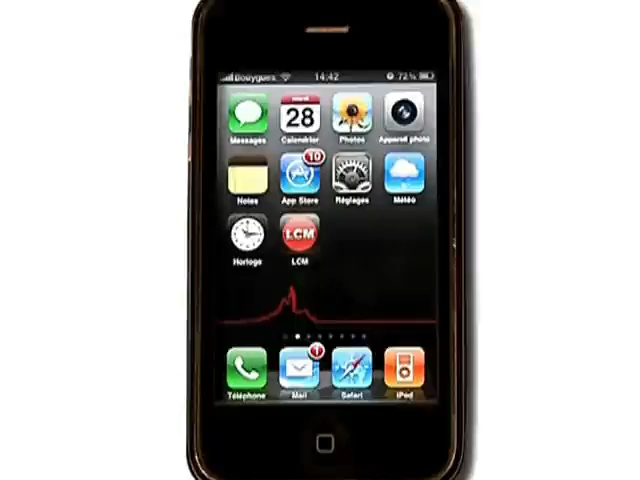 Bouygues 14:42 72%
28
Messages Calendrier Photos Appareil photo
10
Notes App Store Réglages Météo
LCM
Horloge LCM
1
Téléphone Mail Safari iPod